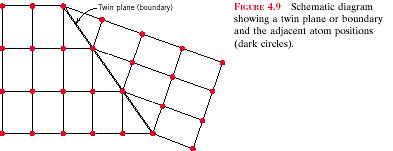 Twin plane (boundary)
FIGURE 4.9 Schematic diagram
showing a twin plane or boundary
and the adjacent atom positions
(dark circles).